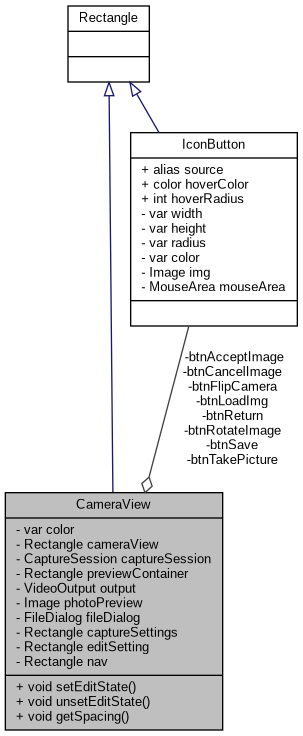 Rectangle
IconButton
+ alias source
+ color hoverColor
+ int hoverRadius
- var width
- var height
- var radius
- var color
- Image img
- MouseArea mouseArea
-btnAcceptImage
-btnCancelImage
-btnFlipCamera
-btnLoadImg
-btnReturn
-btnRotateImage
-btnSave
-btnTakePicture
CameraView
- var color
- Rectangle cameraView
- CaptureSession captureSession
- Rectangle previewContainer
- VideoOutput output
- Image photoPreview
- FileDialog fileDialog
- Rectangle captureSettings
- Rectangle editSetting
- Rectangle nav
+ void setEditState()
+ void unsetEditState()
+ void getSpacing()